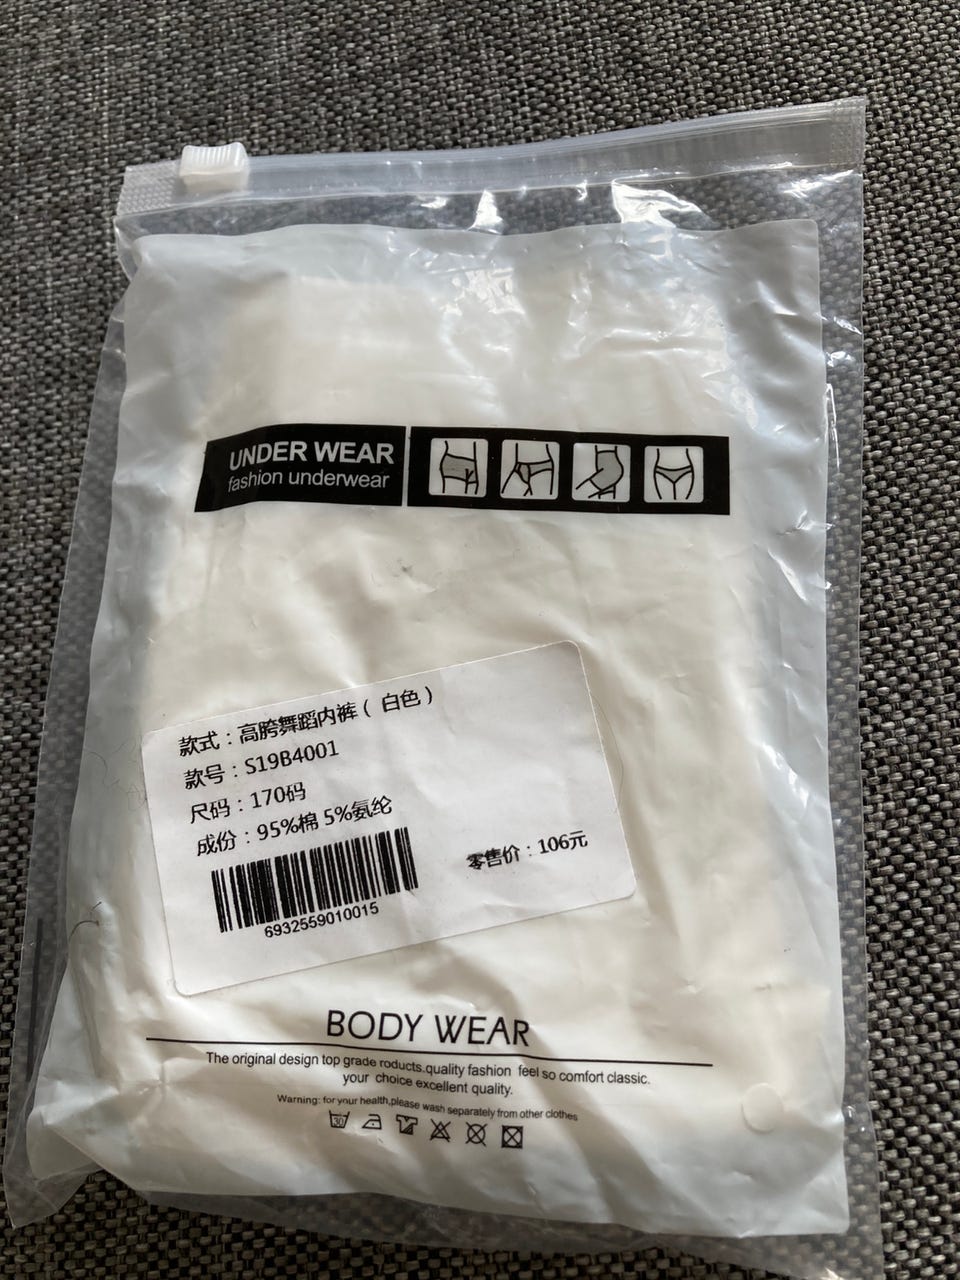 UNDER WEAR
fashion underwear
款式：高胯舞蹈内裤（白色）
款号：S19B4001
尺码：170码
成份：95%棉 5%氨纶
零售价：106元
6932559010015
BODY WEAR
The original design top grade roducts.quality fashion feel so comfort classic.
your choice excellent quality.
Warning: for your health,please wash separately from other clothes
30